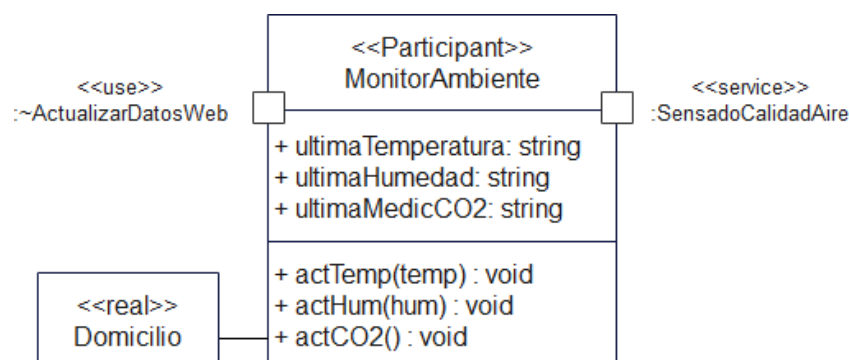 <<Participant>>
MonitorAmbiente
<<use>>
:~ActualizarDatosWeb
<<service>>
:SensadoCalidadAire
+ ultimaTemperatura: string
+ ultimaHumedad: string
+ ultimaMedicCO2: string
+ actTemp(temp) : void
+ actHum(hum) : void
+ actCO2() : void
<<real>>
Domicilio